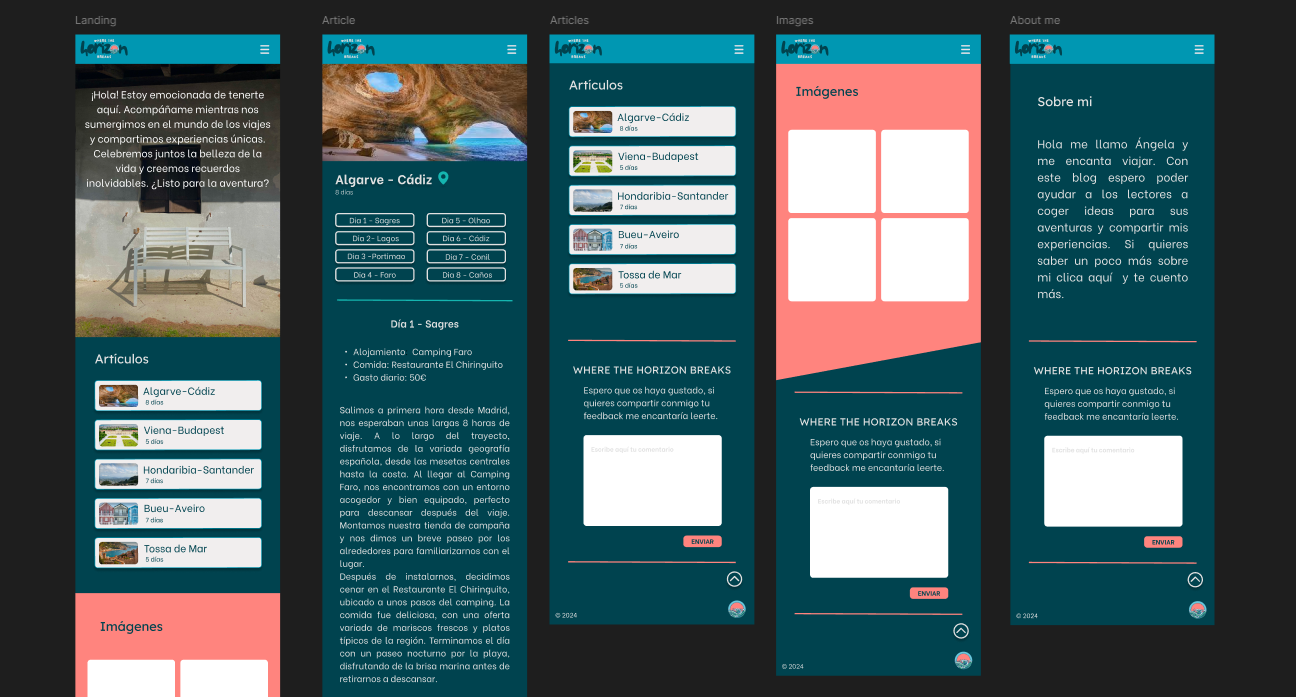 Landing
WHERE THE
horizon
BREAKS
¡Hola! Estoy emocionada de tenerte
aquí. Acompáñame mientras nos
sumergimos en el mundo de los viajes
y compartimos experiencias únicas.
Celebremos juntos la belleza de la
vida y creemos recuerdos
inolvidables. ¿Listo para la aventura?
Artículos
Algarve-Cádiz
8 días
Viena-Budapest
5 días
Hondaribia-Santander
7 días
Bueu-Aveiro
7 días
Tossa de Mar
5 días
Imágenes
Article
WHERE THE
horizon
BREAKS
Algarve - Cádiz
8 días
Dia 1 - Sagres
Dia 5 - Olhao
Dia 2- Lagos
Dia 6 - Cádiz
Dia 3 -Portimao
Dia 7 - Conil
Dia 4 - Faro
Dia 8 - Caños
Día 1 - Sagres
• Alojamiento Camping Faro
• Comida: Restaurante El Chiringuito
• Gasto diario: 50€
Salimos a primera hora desde Madrid,
nos esperaban unas largas 8 horas de
viaje. A lo largo del trayecto,
disfrutamos de la variada geografía
española, desde las mesetas centrales
hasta la costa. Al llegar al Camping
Faro, nos encontramos con un entorno
acogedor y bien equipado, perfecto
para descansar después del viaje.
Montamos nuestra tienda de campaña
y nos dimos un breve paseo por los
alrededores para familiarizarnos con el
lugar.
Después de instalarnos, decidimos
cenar en el Restaurante El Chiringuito,
ubicado a unos pasos del camping. La
comida fue deliciosa, con una oferta
variada de mariscos frescos y platos
típicos de la región. Terminamos el día
con un paseo nocturno por la playa,
disfrutando de la brisa marina antes de
retirarnos a descansar.
Articles
WHERE THE
horizon
BREAKS
Artículos
Algarve-Cádiz
8 días
Viena-Budapest
5 días
Hondaribia-Santander
7 días
Bueu-Aveiro
7 días
Tossa de Mar
5 días
WHERE THE HORIZON BREAKS
Espero que os haya gustado, si
quieres compartir conmigo tu
feedback me encantaría leerte.
Escribe aquí tu comentario
ENVIAR
© 2024
Images
WHERE THE
horizon
BREAKS
Imágenes
WHERE THE HORIZON BREAKS
Espero que os haya gustado, si
quieres compartir conmigo tu
feedback me encantaría leerte.
Escribe aquí tu comentario
ENVIAR
© 2024
About me
WHERE THE
horizon
BREAKS
Sobre mi
Hola me llamo Ángela y
me encanta viajar. Con
este blog espero poder
ayudar a los lectores a
coger ideas para sus
aventuras y compartir mis
experiencias. Si quieres
saber un poco más sobre
mi clica aquí y te cuento
más.
WHERE THE HORIZON BREAKS
Espero que os haya gustado, si
quieres compartir conmigo tu
feedback me encantaría leerte.
Escribe aquí tu comentario
ENVIAR
© 2024